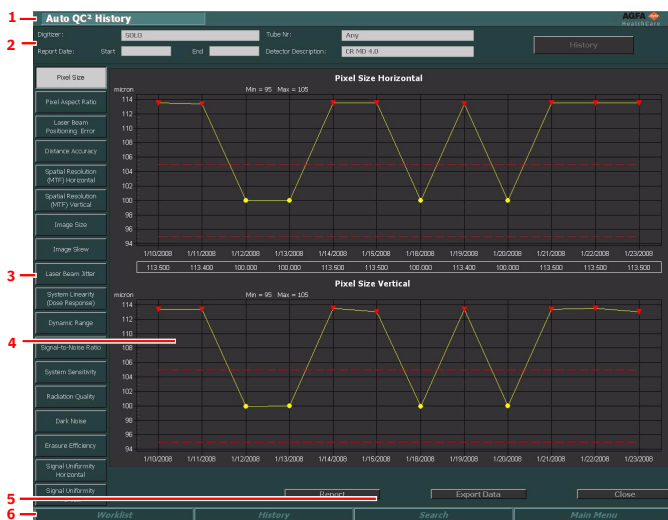 1
Auto QC² History
AGFA
HealthCare
2
Digitizer:
SOLO
Tube Nr:
Any
Report Date:
Start
End
Detector Description:
CR MD 4.0
History
Pixel Size
Pixel Aspect Ratio
Laser Beam
Positioning Error
Distance Accuracy
Spatial Resolution
(MTF) Horizontal
Spatial Resolution
(MTF) Vertical
Image Size
Image Skew
3
Laser Beam Jitter
System Linearity
(Dose Response)
Dynamic Range
Signal-to-Noise Ratio
System Sensitivity
Radiation Quality
Dark Noise
Erasure Efficiency
Signal Uniformity
Horizontal
Signal Uniformity
Pixel Size Horizontal
micron
Min = 95 Max = 105
114
112
110
108
106
104
102
100
98
96
94
1/10/2008 1/11/2008 1/12/2008 1/13/2008 1/14/2008 1/15/2008 1/18/2008 1/19/2008 1/20/2008 1/21/2008 1/22/2008 1/23/2008
113.500 113.400 100.000 100.000 113.500 113.500 100.000 113.400 100.000 113.500 113.500 113.500
Pixel Size Vertical
micron
Min = 95 Max = 105
114
112
110
4
108
106
104
102
100
98
96
94
1/10/2008 1/11/2008 1/12/2008 1/13/2008 1/14/2008 1/15/2008 1/18/2008 1/19/2008 1/20/2008 1/21/2008 1/22/2008 1/23/2008
5
Report
Export Data
Close
6
Worklist
History
Search
Main Menu